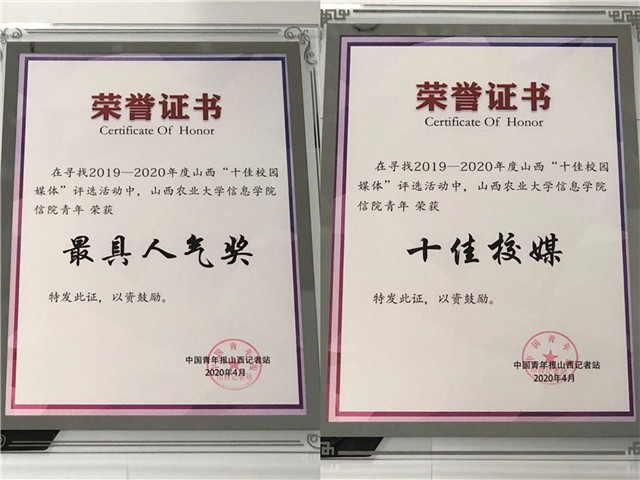 荣誉证书
Certificate Of Honor
在寻找2019—2020年度山西“十佳校园
媒体”评选活动中，山西农业大学信息学院
信院青年 荣获
最具人气奖
特发此证，以资鼓励。
中国青年报山西记者站
2020年4月
荣誉证书
Certificate Of Honor
在寻找2019—2020年度山西“十佳校园
媒体”评选活动中，山西农业大学信息学院
信院青年 荣获
十佳校媒
特发此证，以资鼓励。
中国青年报山西记者站
2020年4月